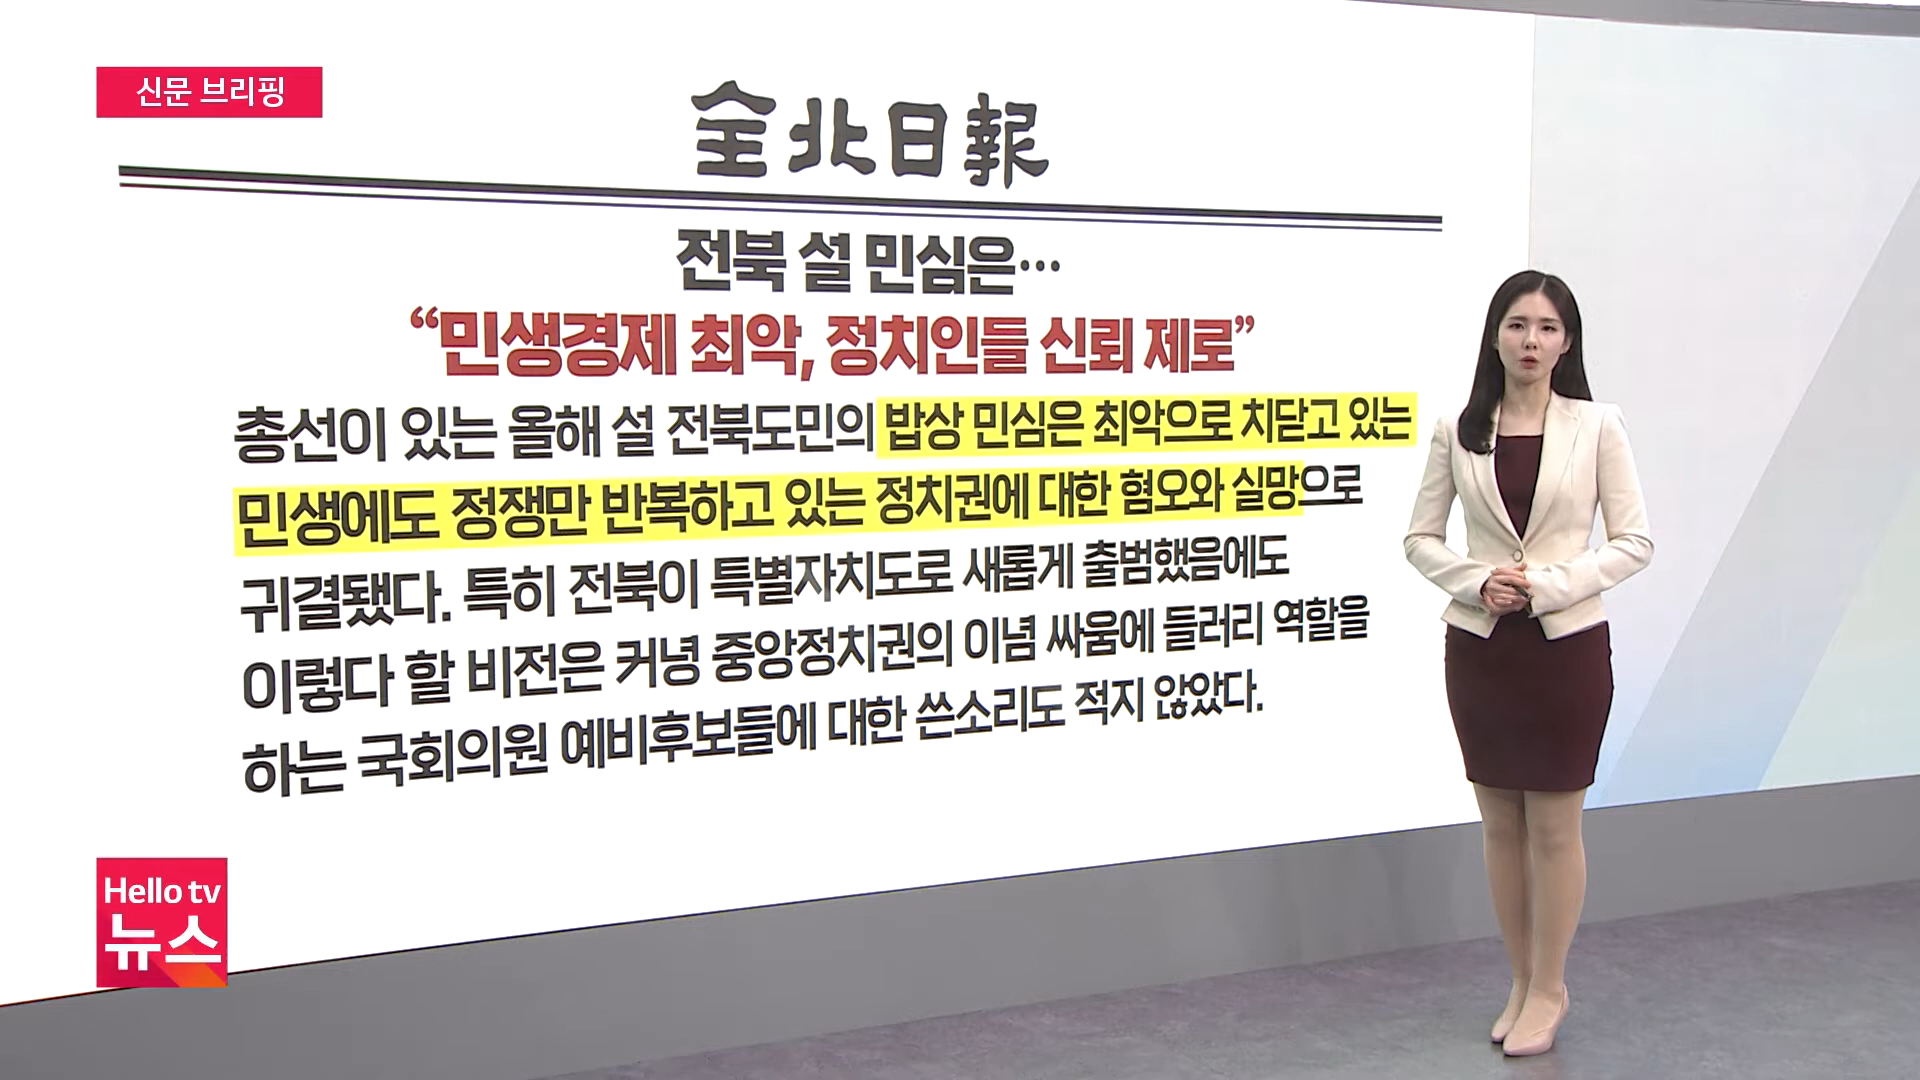 신문 브리핑
全北日報
전북 설 민심은…
“민생경제 최악, 정치인들 신뢰 제로”
총선이 있는 올해 설 전북도민의 밥상 민심은 최악으로 치닫고 있는
민생에도 정쟁만 반복하고 있는 정치권에 대한 혐오와 실망으로
귀결됐다. 특히 전북이 특별자치도로 새롭게 출범했음에도
이렇다 할 비전은 커녕 중앙정치권의 이념 싸움에 들러리 역할을
하는 국회의원 예비후보들에 대한 쓴소리도 적지 않았다.
Hello tv
뉴스